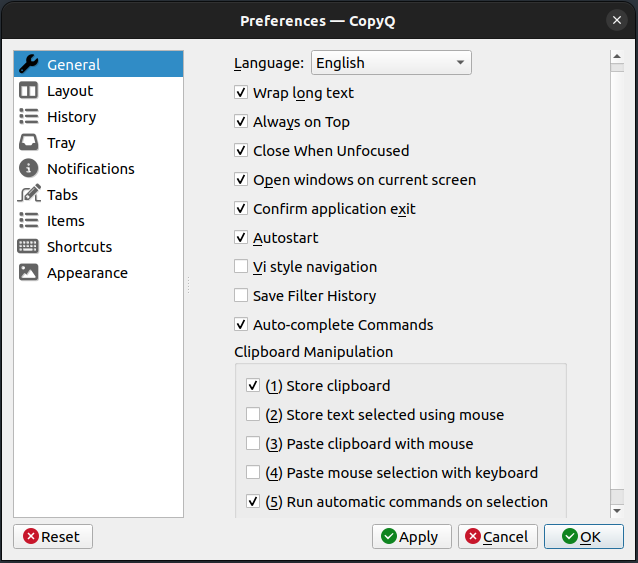 Preferences — CopyQ
General
Layout
History
Tray
Notifications
Tabs
Items
Shortcuts
Appearance
Language: English
Wrap long text
Always on Top
Close When Unfocused
Open windows on current screen
Confirm application exit
Autostart
Vi style navigation
Save Filter History
Auto-complete Commands
Clipboard Manipulation
(1) Store clipboard
(2) Store text selected using mouse
(3) Paste clipboard with mouse
(4) Paste mouse selection with keyboard
(5) Run automatic commands on selection
Reset Apply Cancel OK